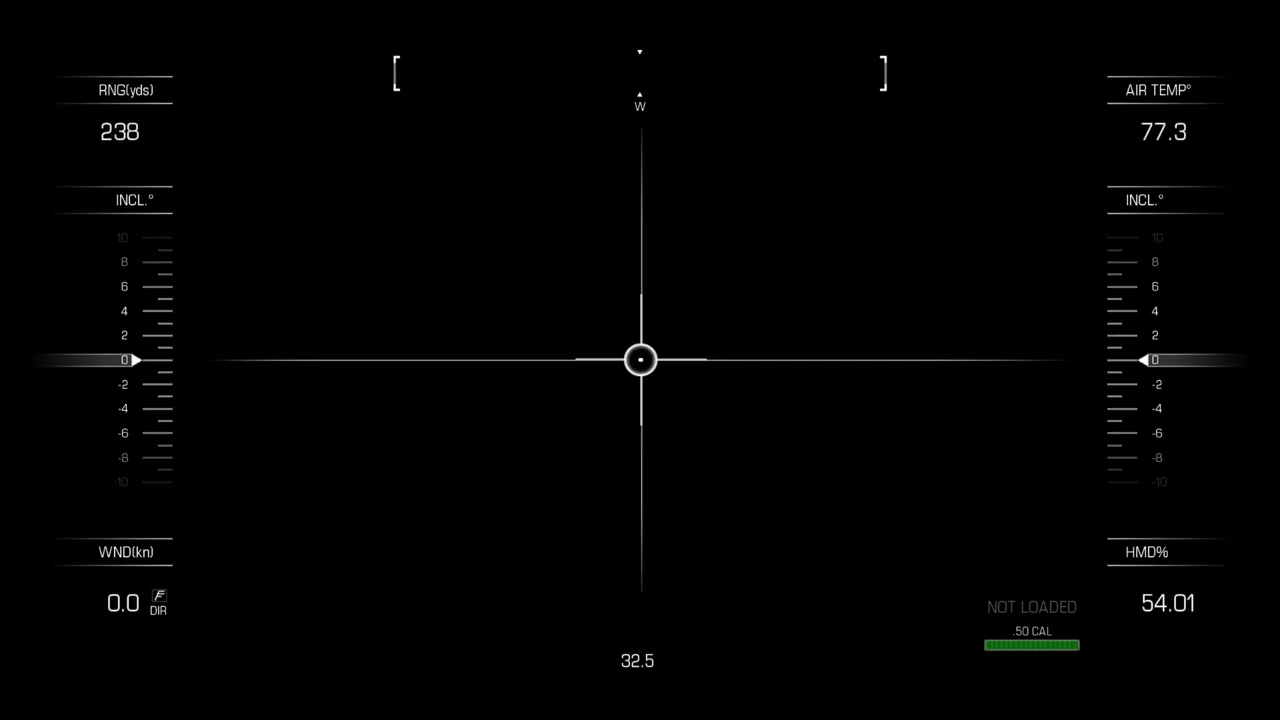 W
RNG(yds)
238
AIR TEMP°
77.3
INCL.°
10
8
6
4
2
0
-2
-4
-6
-8
-10
INCL.°
10
8
6
4
2
0
-2
-4
-6
-8
-10
WND(kn)
0.0
F
DIR
HMD%
54.01
NOT LOADED
.50 CAL
32.5